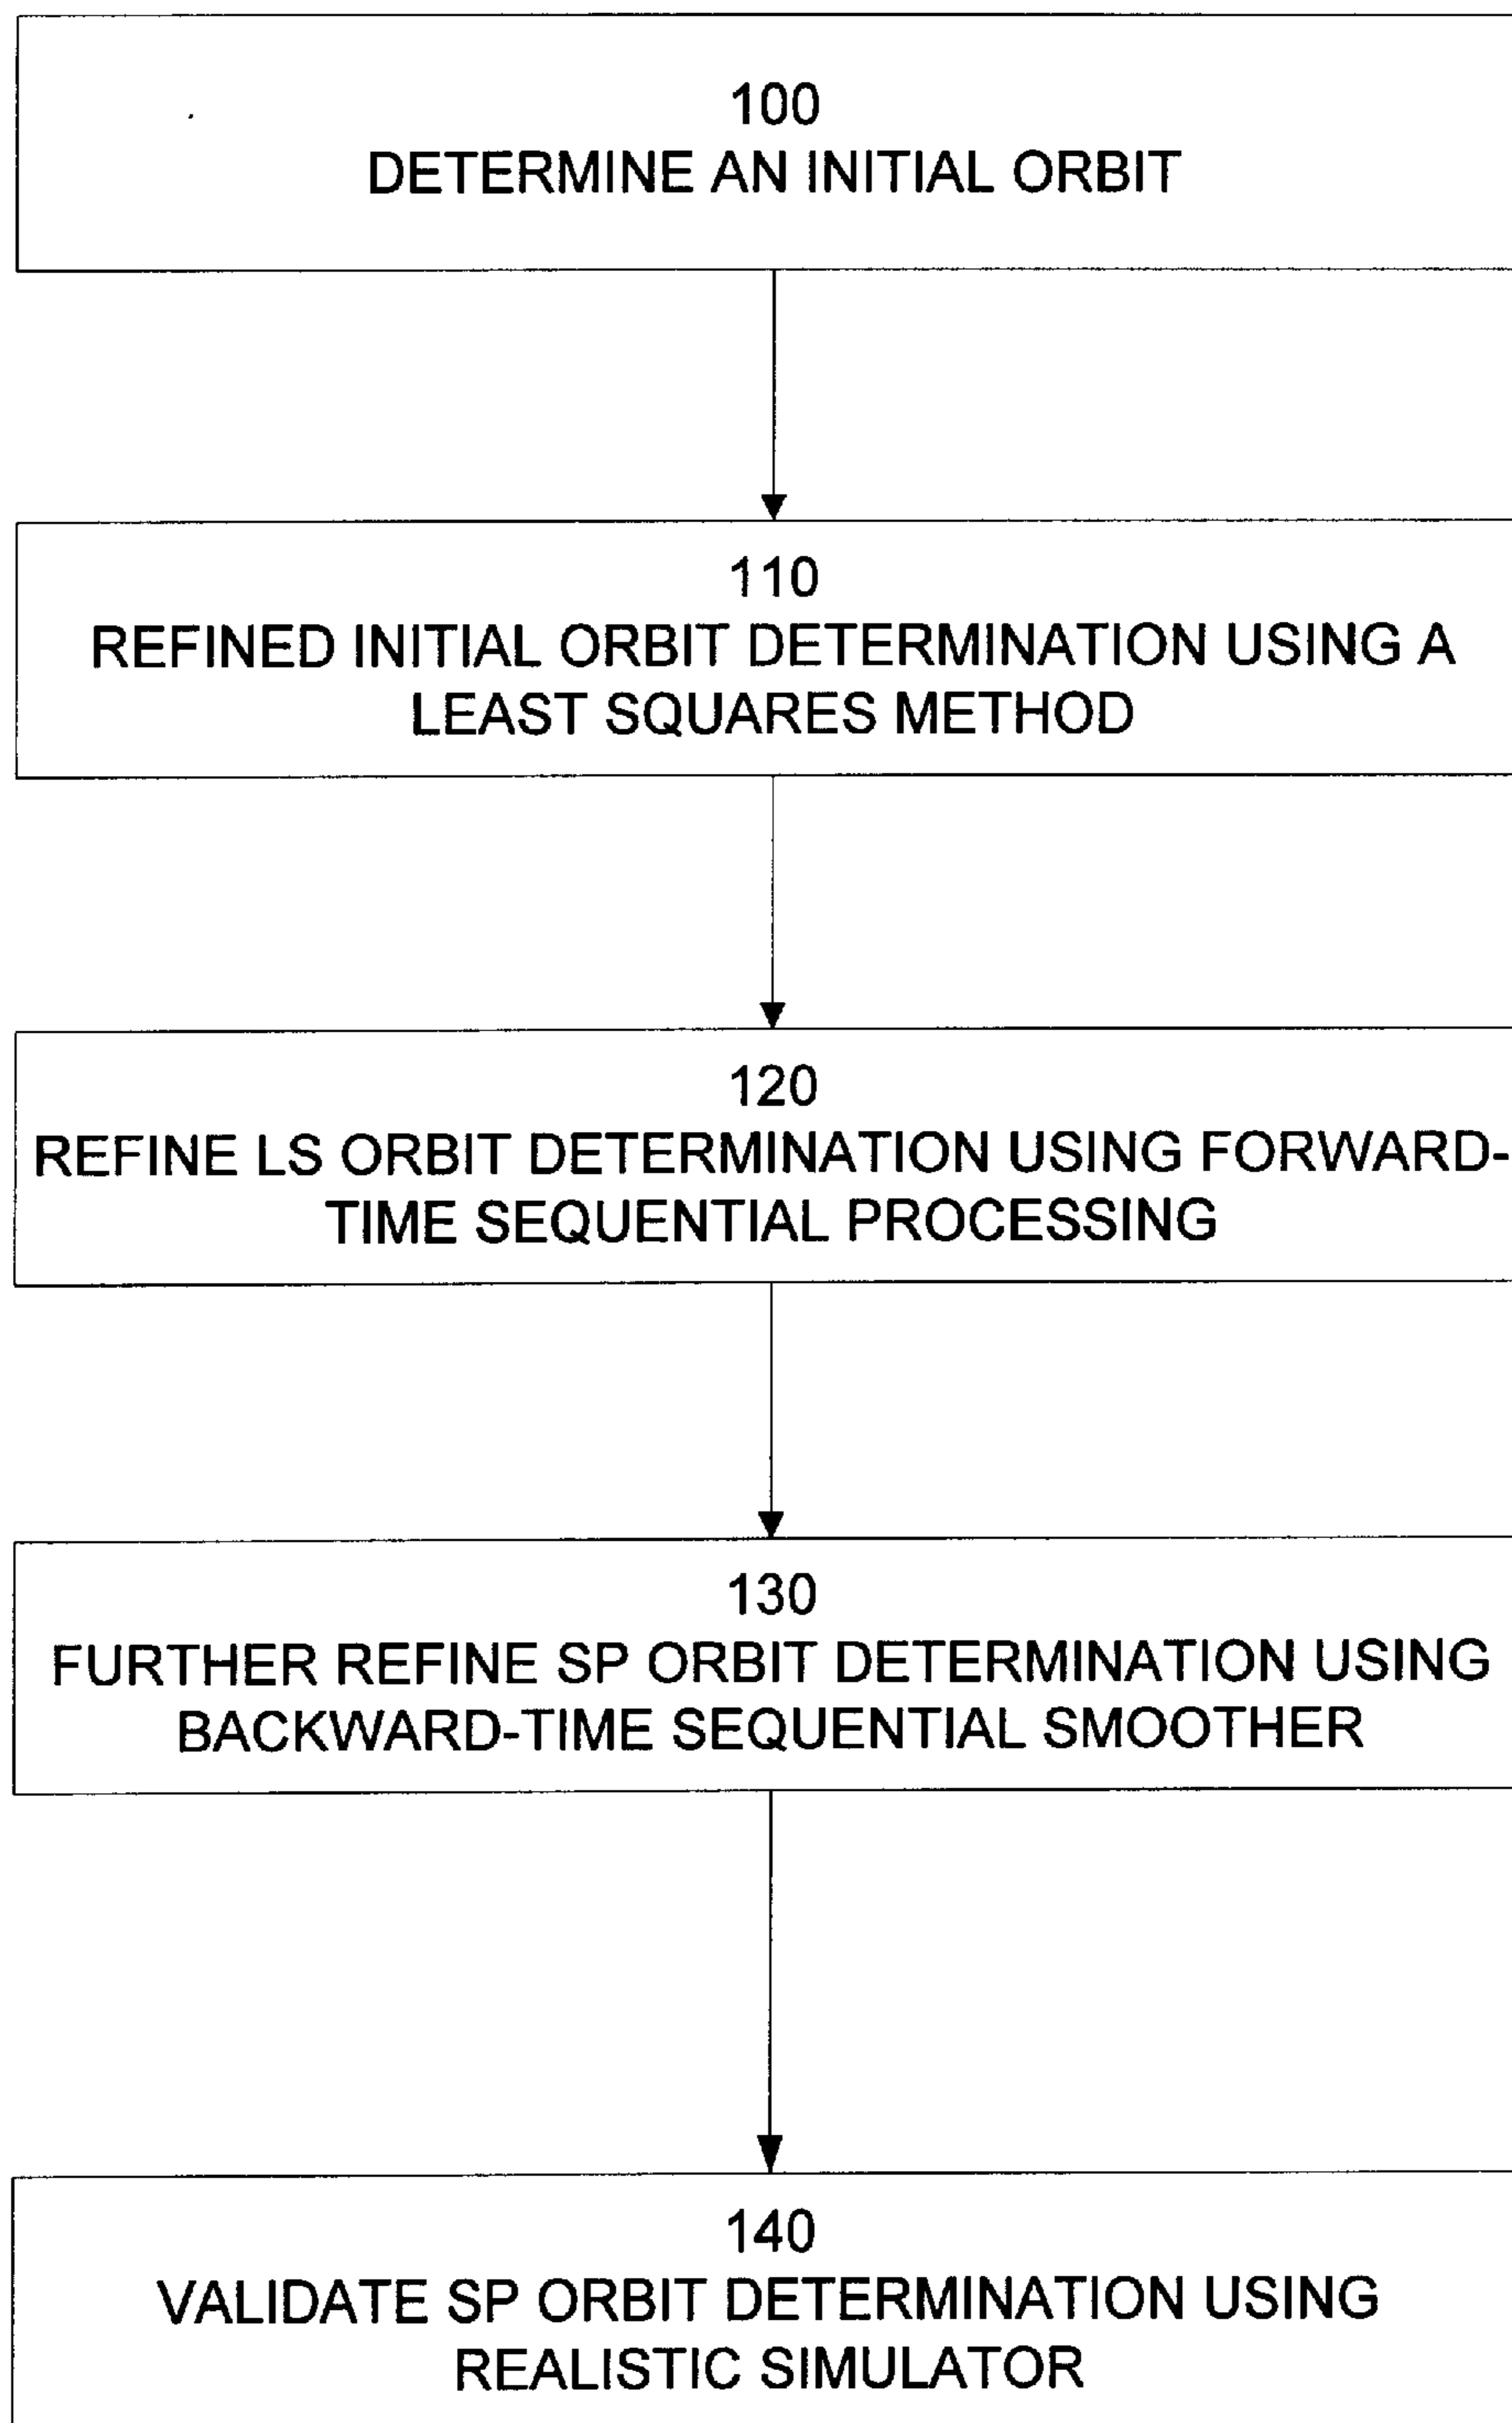 100
DETERMINE AN INITIAL ORBIT
110
REFINED INITIAL ORBIT DETERMINATION USING A
LEAST SQUARES METHOD
120
REFINE LS ORBIT DETERMINATION USING FORWARD-
TIME SEQUENTIAL PROCESSING
130
FURTHER REFINE SP ORBIT DETERMINATION USING
BACKWARD-TIME SEQUENTIAL SMOOTHER
140
VALIDATE SP ORBIT DETERMINATION USING
REALISTIC SIMULATOR